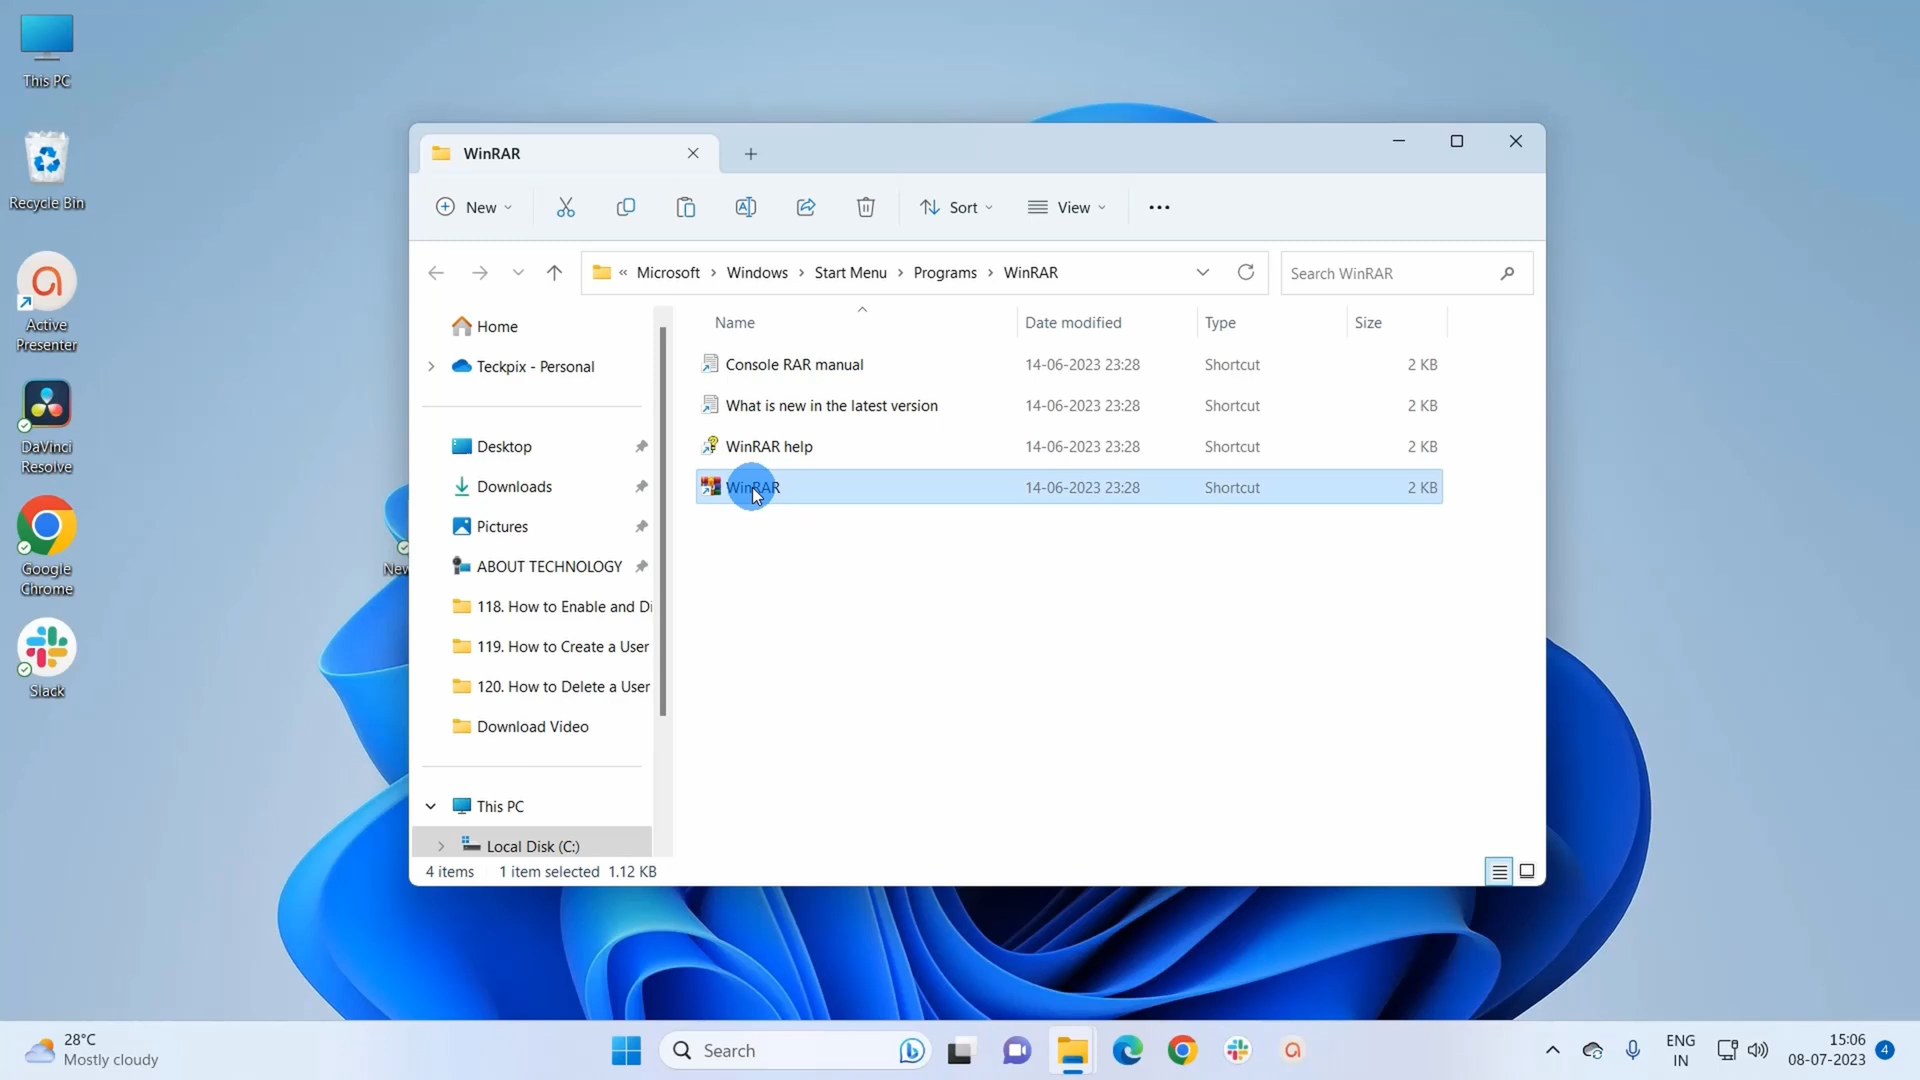 This PC
Recycle Bin
Active
Presenter
DaVinci
Resolve
Google
Chrome
Slack
WinRAR
New
Sort
View
« Microsoft > Windows > Start Menu > Programs > WinRAR
Search WinRAR
Home
Teckpix - Personal
Desktop
Downloads
Pictures
ABOUT TECHNOLOGY
118. How to Enable and Di
119. How to Create a User
120. How to Delete a User
Download Video
This PC
Local Disk (C:)
Name Date modified Type Size
Console RAR manual 14-06-2023 23:28 Shortcut 2 KB
What is new in the latest version 14-06-2023 23:28 Shortcut 2 KB
WinRAR help 14-06-2023 23:28 Shortcut 2 KB
WinRAR 14-06-2023 23:28 Shortcut 2 KB
4 items 1 item selected 1.12 KB
28°C
Mostly cloudy
Search
ENG
IN
15:06
08-07-2023
4